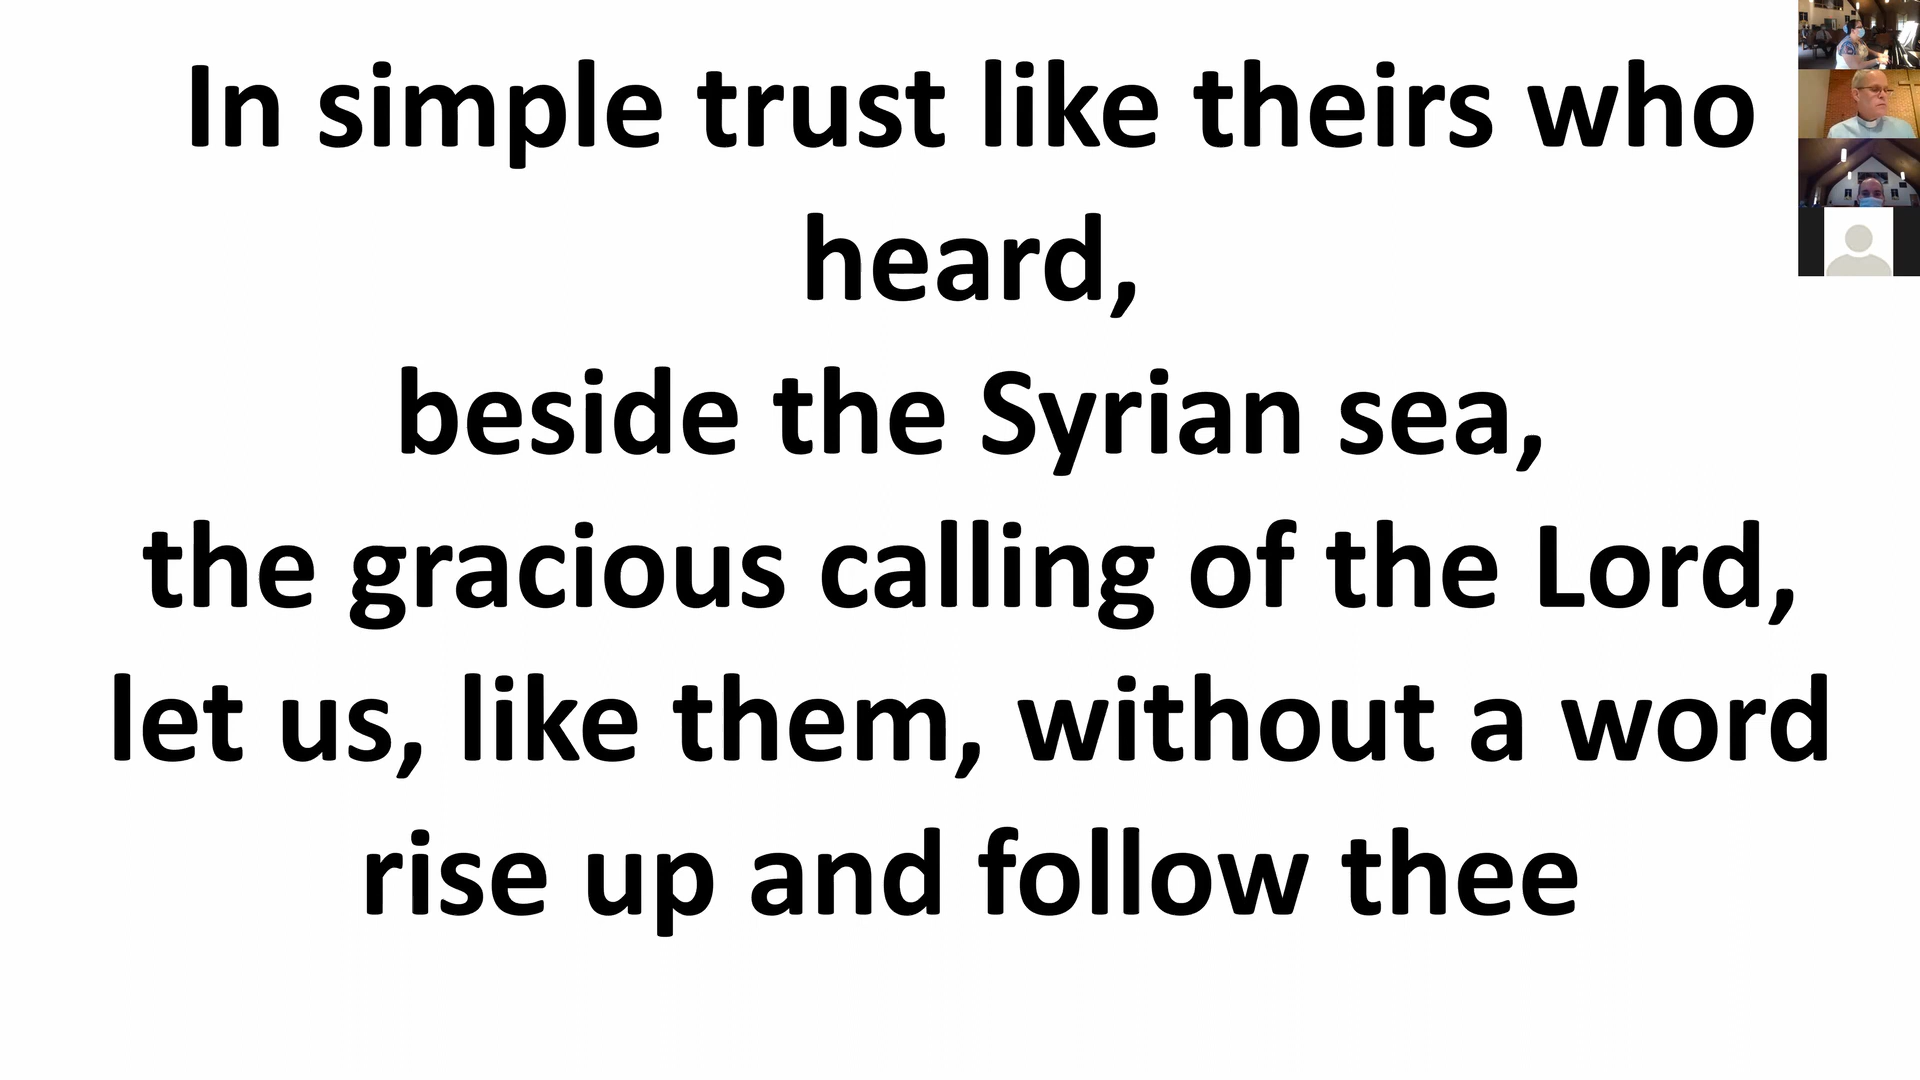 In simple trust like theirs who
heard,
beside the Syrian sea,
the gracious calling of the Lord,
let us, like them, without a word
rise up and follow thee